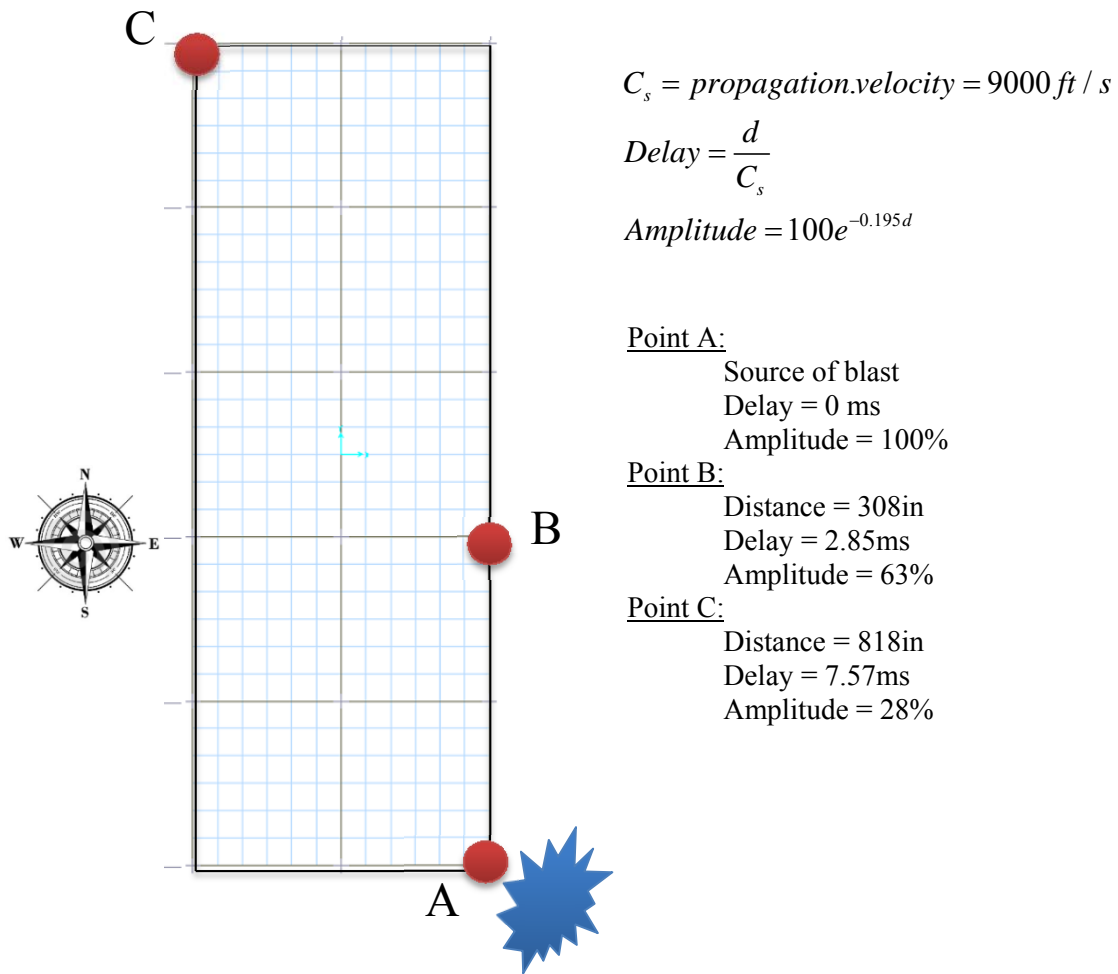 C
C_s = propagation.velocity = 9000 ft / s
Delay = d / C_s
Amplitude = 100e^{-0.195d}
Point A:
Source of blast
Delay = 0 ms
Amplitude = 100%
Point B:
Distance = 308in
Delay = 2.85ms
Amplitude = 63%
Point C:
Distance = 818in
Delay = 7.57ms
Amplitude = 28%
N
W
E
S
B
A